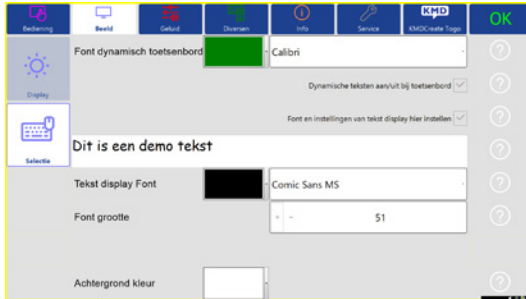 Bediening Beeld Geluid Diversen Info Service KMD KMDCreate Togo OK
Font dynamisch toetsenbord Calibri ?
Display
Dynamische teksten aan/uit bij toetsenbord ?
Font en instellingen van tekst display hier instellen ?
Selectie
Dit is een demo tekst ?
Tekst display Font Comic Sans MS ?
Font grootte + - 51 ?
Achtergrond kleur ?